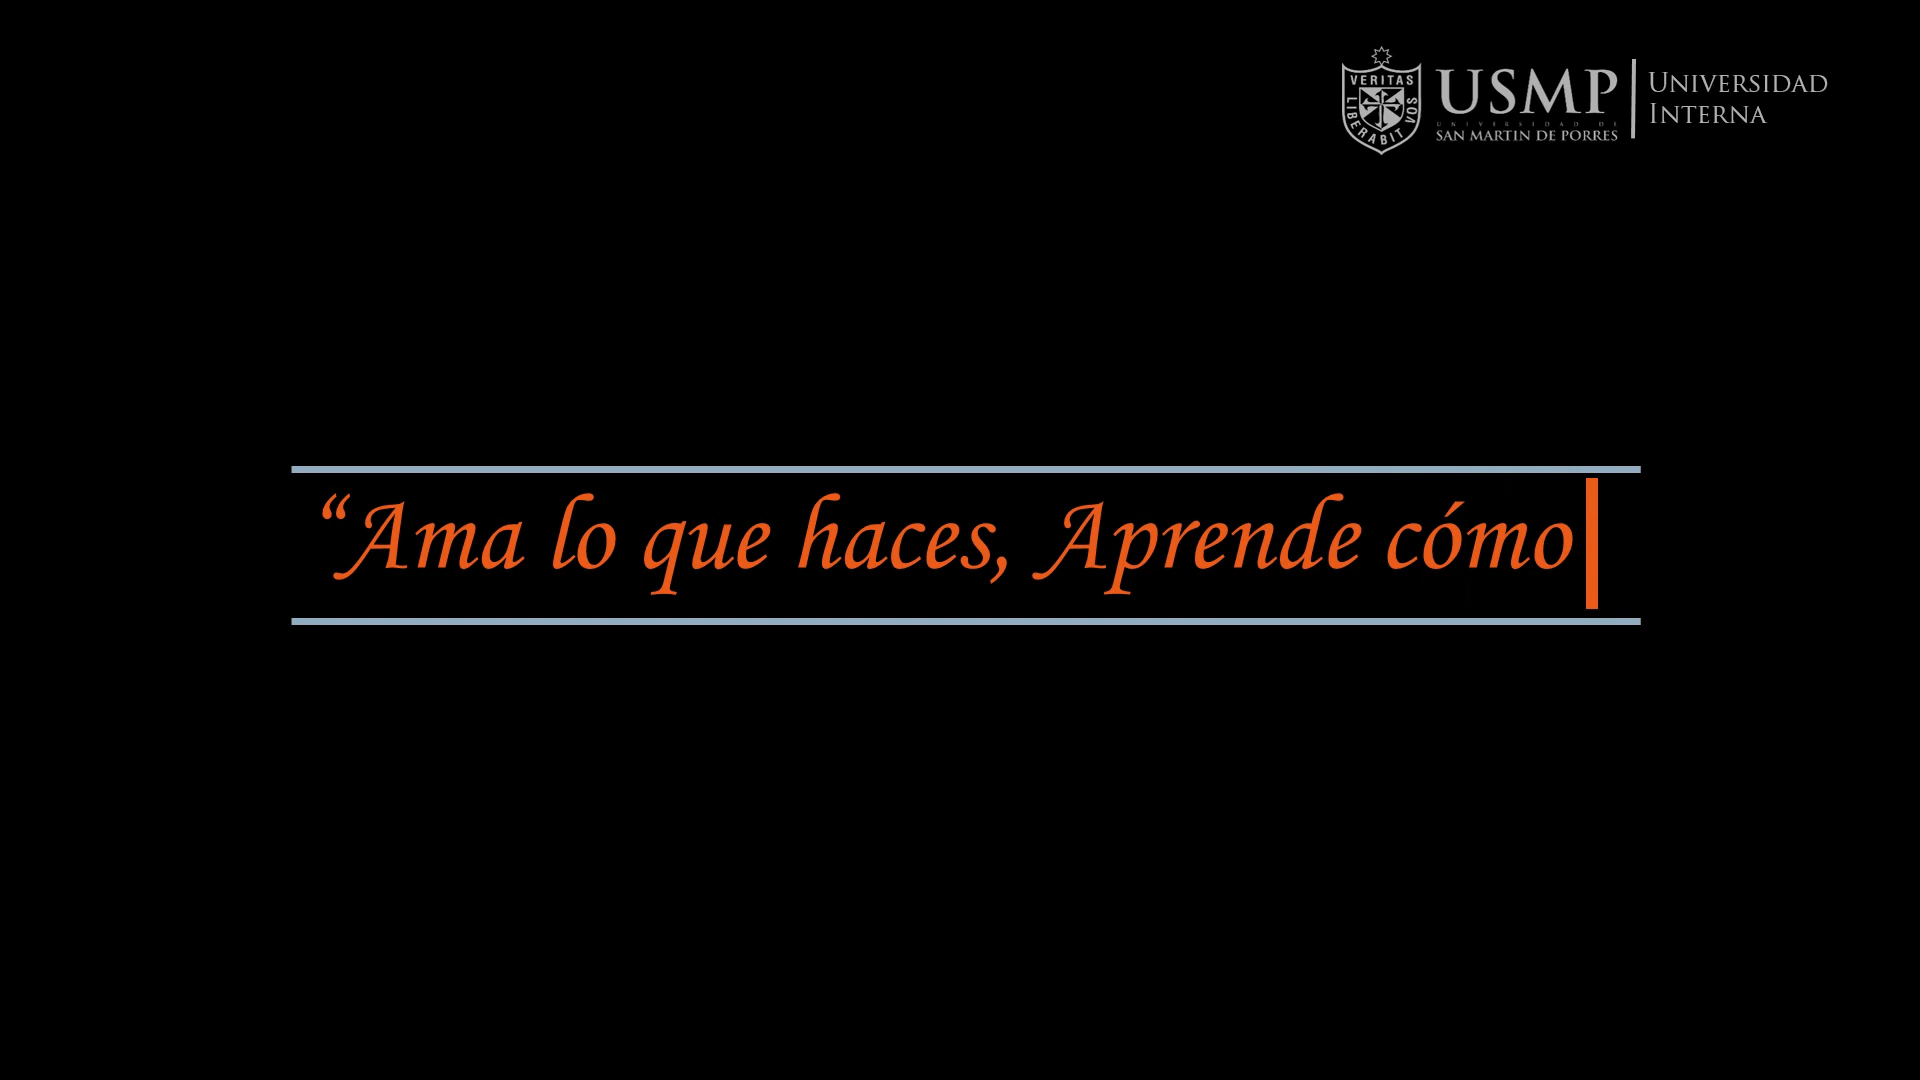 VERITAS
LIBERABIT VOS
USMP
UNIVERSIDAD DE
SAN MARTIN DE PORRES
UNIVERSIDAD
INTERNA
“Ama lo que haces, Aprende cómo